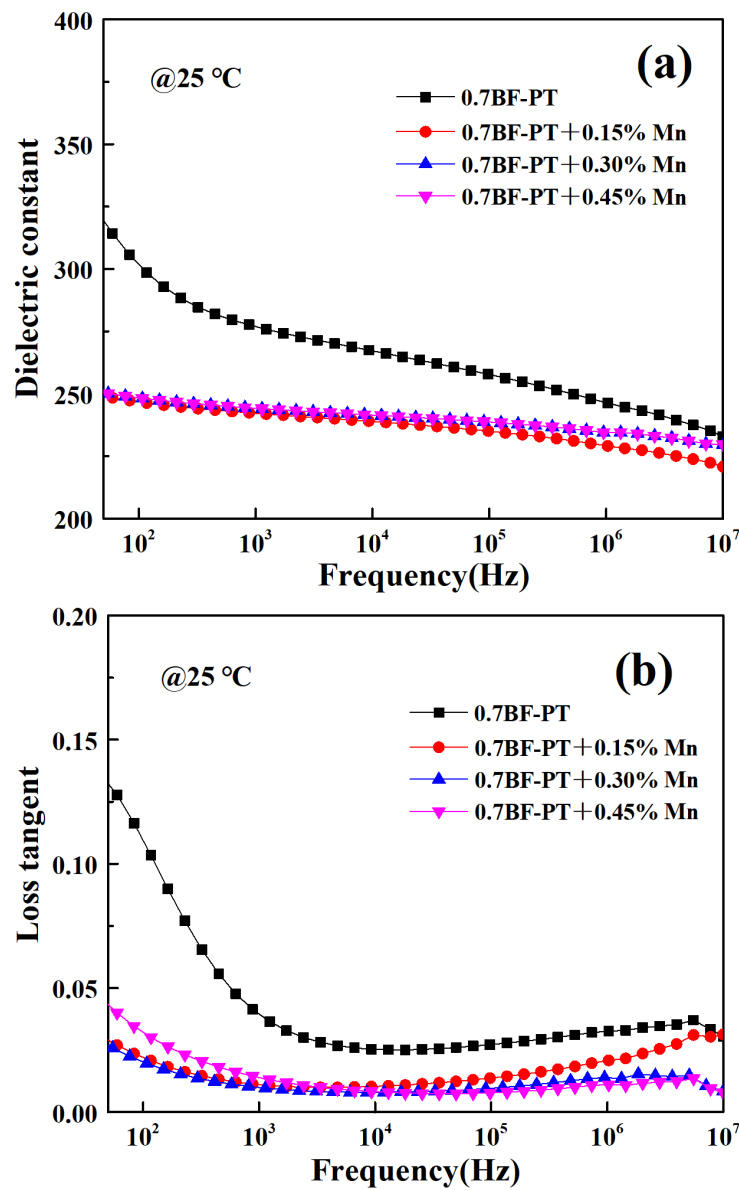 400
350
300
250
200
Dielectric constant
@25 ℃
(a)
0.7BF-PT
0.7BF-PT+0.15% Mn
0.7BF-PT+0.30% Mn
0.7BF-PT+0.45% Mn
10² 10³ 10⁴ 10⁵ 10⁶ 10⁷
Frequency(Hz)
0.20
0.15
0.10
0.05
0.00
Loss tangent
@25 ℃
(b)
0.7BF-PT
0.7BF-PT+0.15% Mn
0.7BF-PT+0.30% Mn
0.7BF-PT+0.45% Mn
10² 10³ 10⁴ 10⁵ 10⁶ 10⁷
Frequency(Hz)